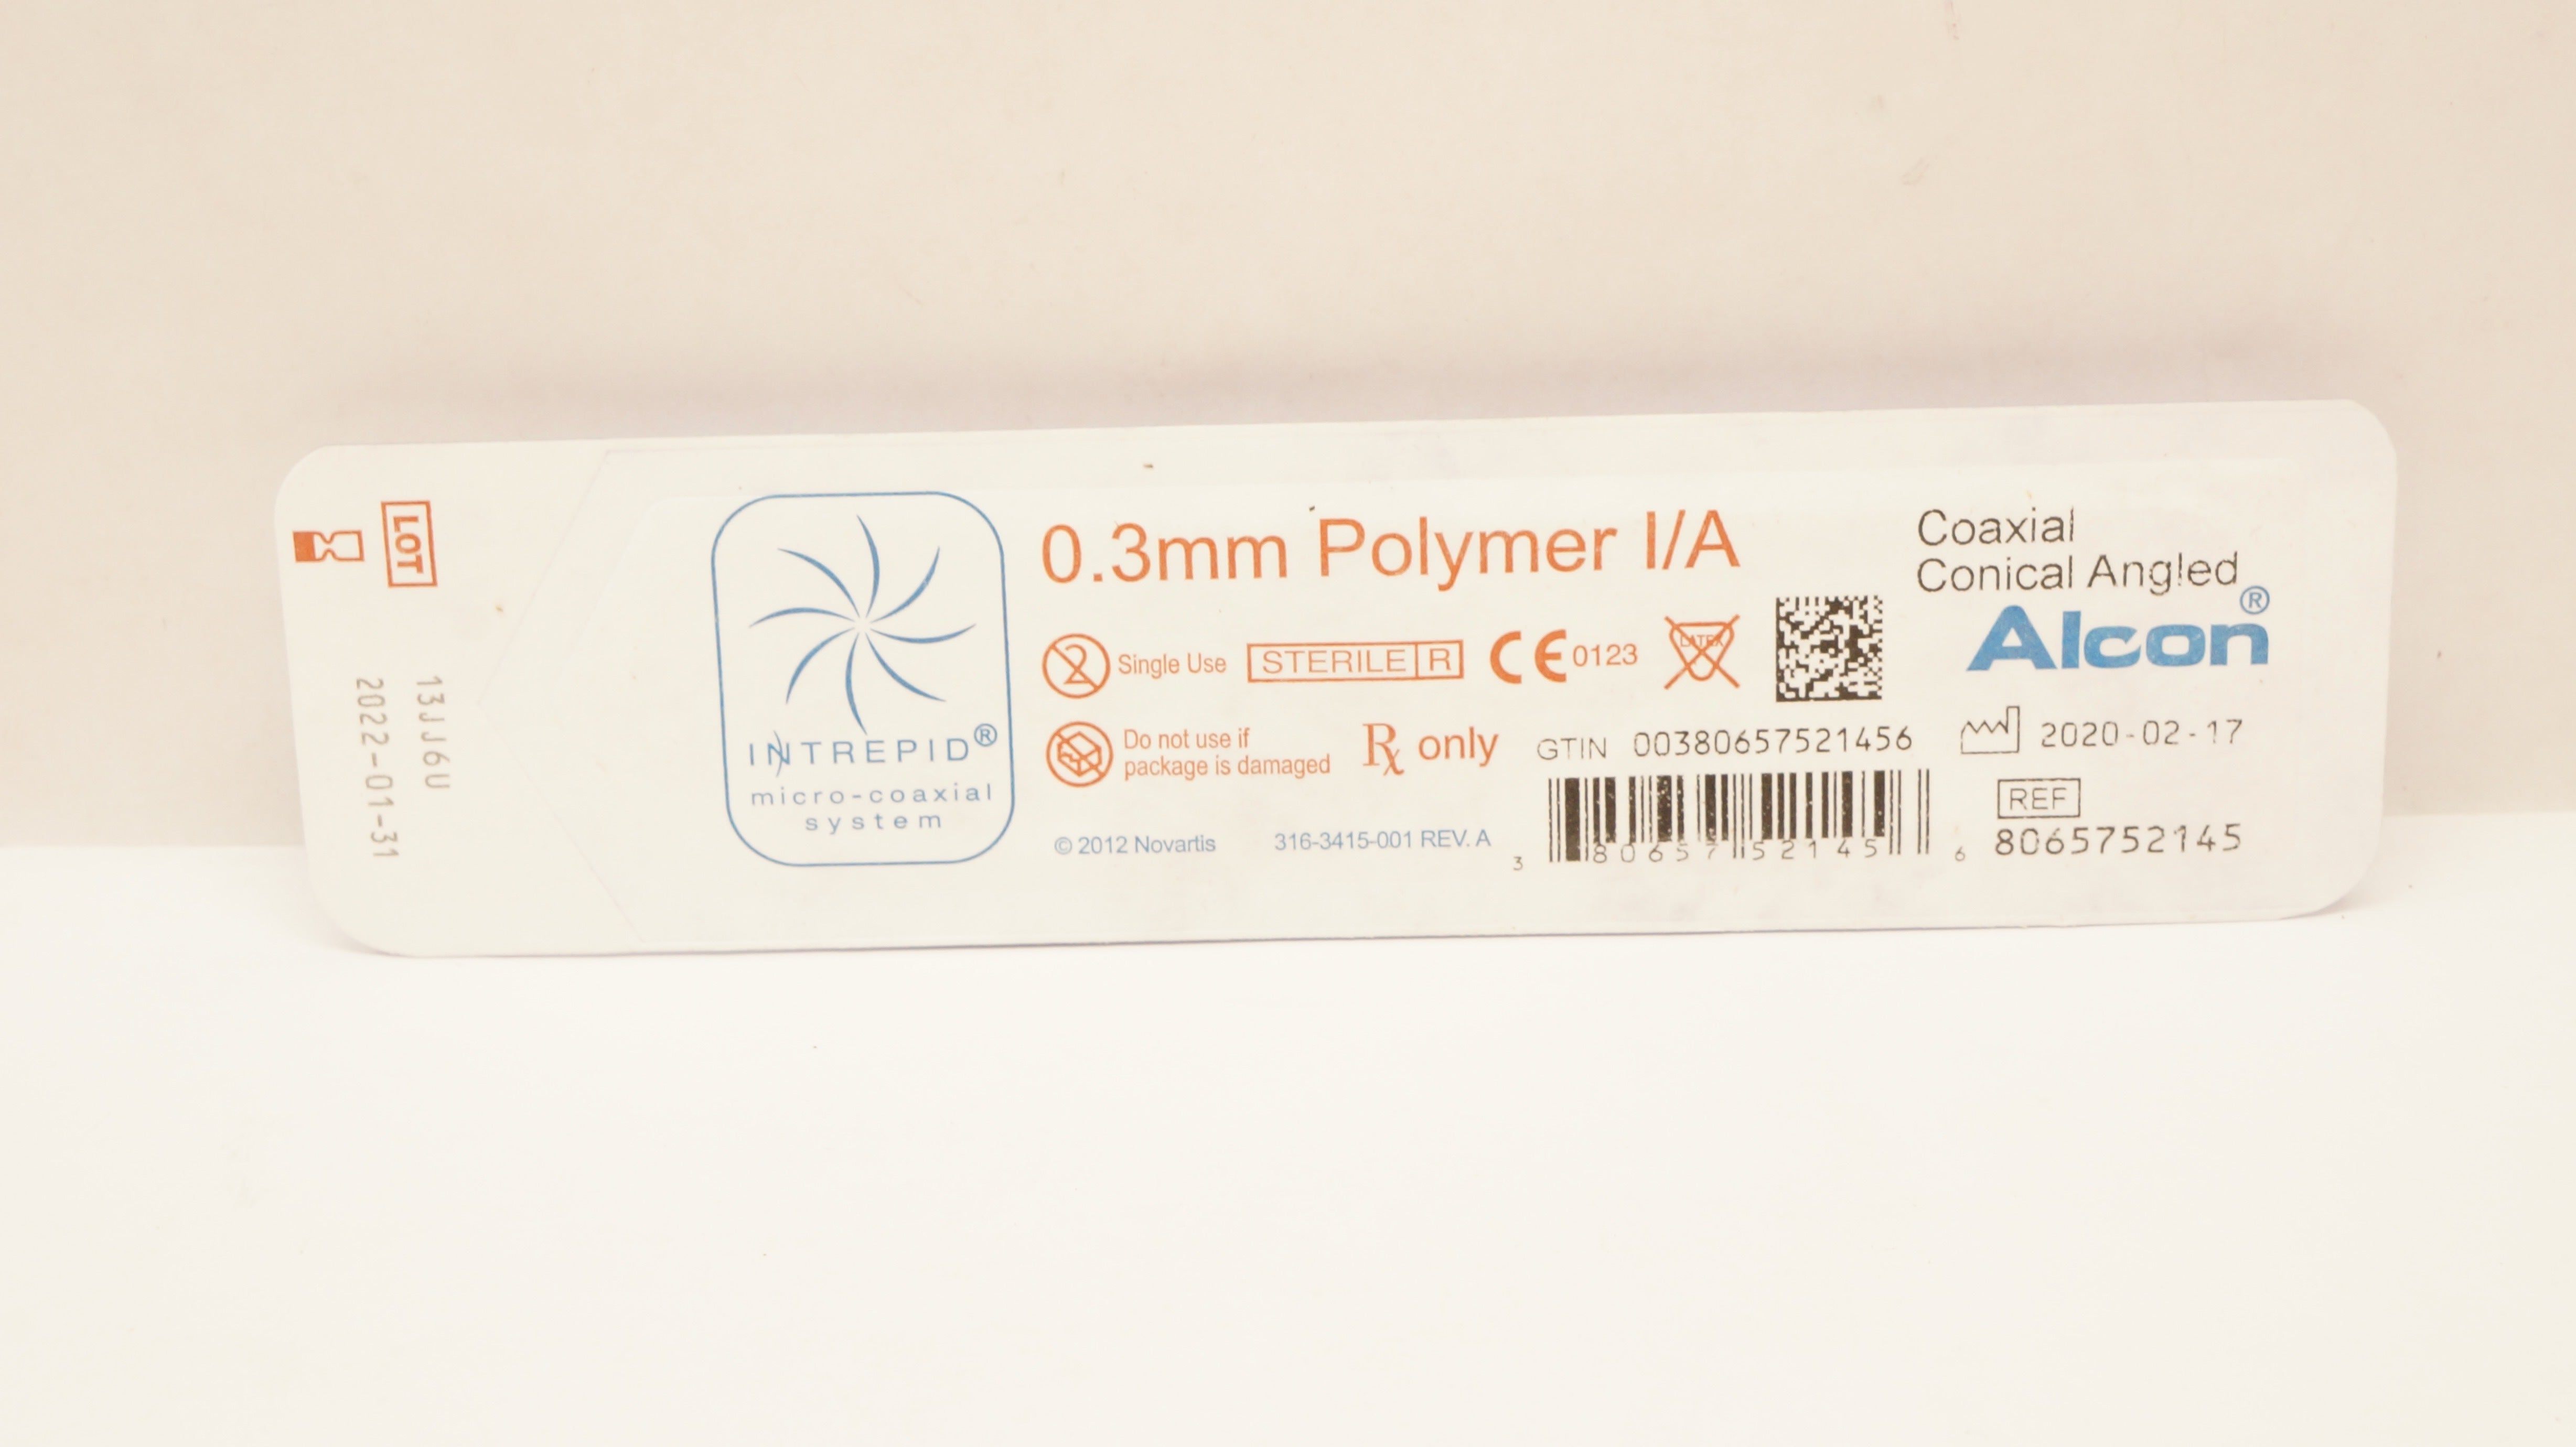 LOT
13JJ6U
2022-01-31
INTREPID®
micro-coaxial
system
0.3mm Polymer I/A
Single Use
STERILE R
CE 0123
LATEX
Do not use if
package is damaged
Rx only
© 2012 Novartis
316-3415-001 REV. A
GTIN 00380657521456
3 80657 52145 6
Coaxial
Conical Angled
Alcon®
2020-02-17
REF
8065752145